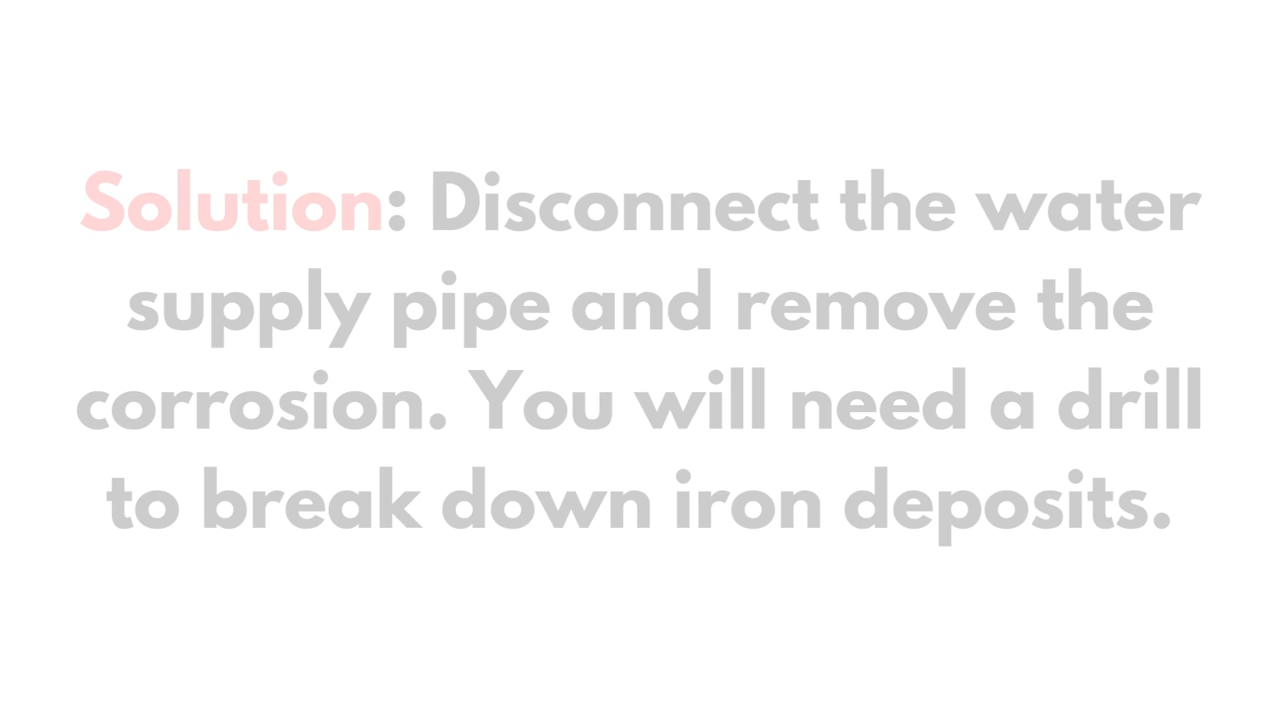 Solution: Disconnect the water
supply pipe and remove the
corrosion. You will need a drill
to break down iron deposits.